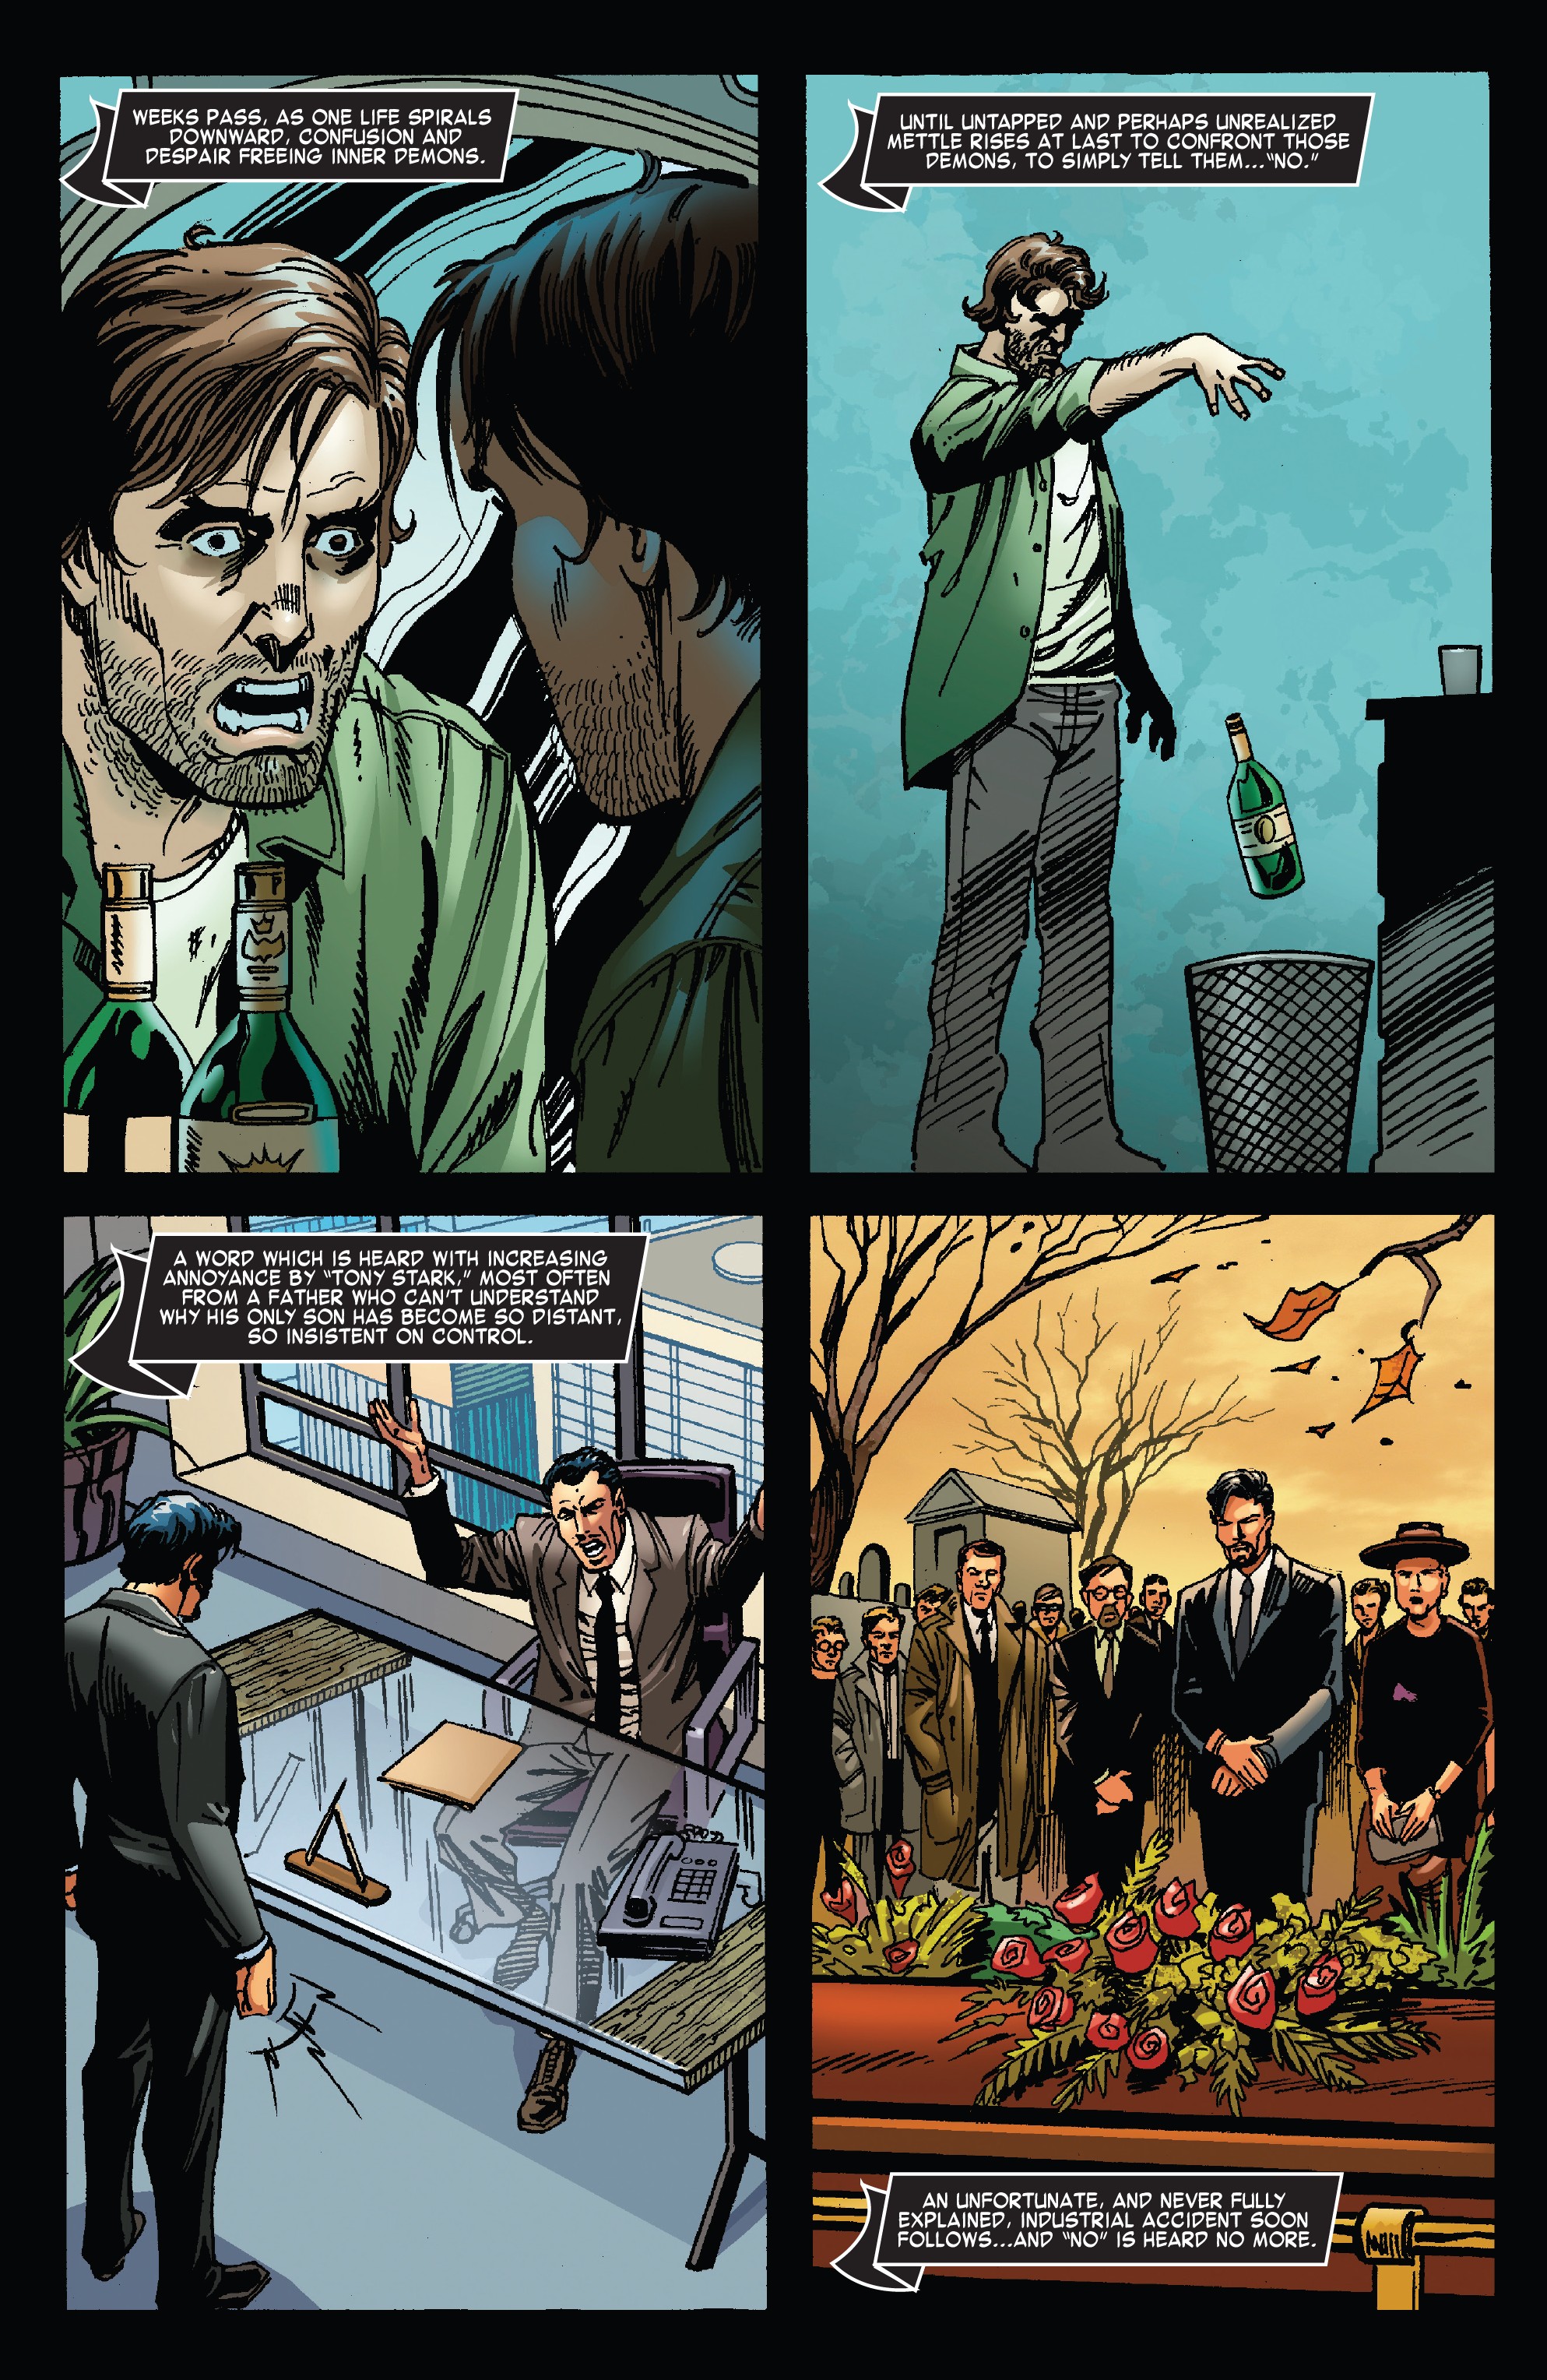 WEEKS PASS, AS ONE LIFE SPIRALS
DOWNWARD, CONFUSION AND
DESPAIR FREEING INNER DEMONS.
UNTIL UNTAPPED AND PERHAPS UNREALIZED
METTLE RISES AT LAST TO CONFRONT THOSE
DEMONS, TO SIMPLY TELL THEM..."NO."
A WORD WHICH IS HEARD WITH INCREASING
ANNOYANCE BY "TONY STARK," MOST OFTEN
FROM A FATHER WHO CAN'T UNDERSTAND
WHY HIS ONLY SON HAS BECOME SO DISTANT,
SO INSISTENT ON CONTROL.
AN UNFORTUNATE, AND NEVER FULLY
EXPLAINED, INDUSTRIAL ACCIDENT SOON
FOLLOWS...AND "NO" IS HEARD NO MORE.